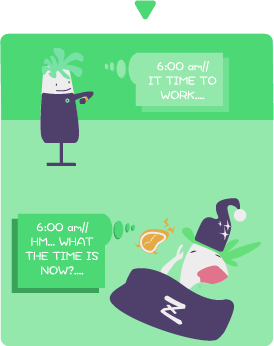 6:00 am//
IT TIME TO
WORK....
6:00 am//
HM... WHAT
THE TIME IS
NOW?....
Z